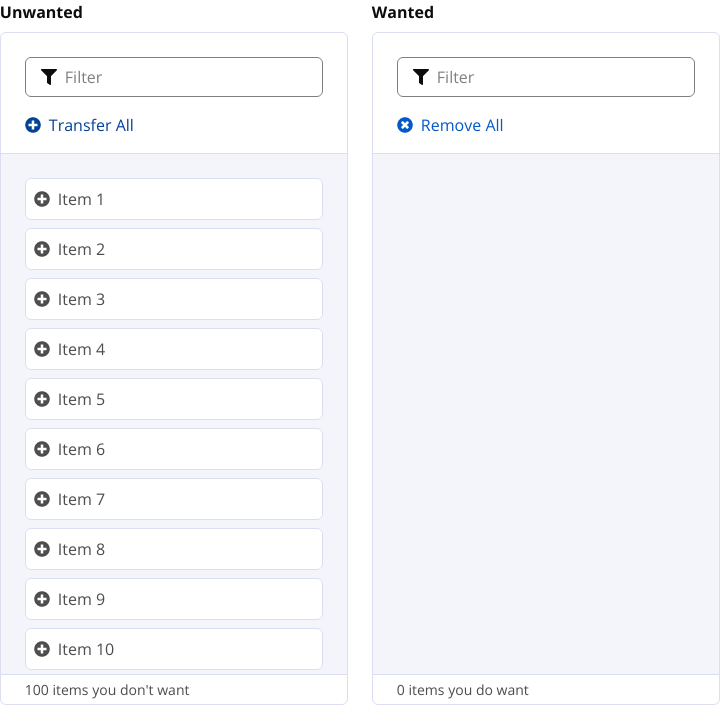 Unwanted
Filter
Transfer All
Item 1
Item 2
Item 3
Item 4
Item 5
Item 6
Item 7
Item 8
Item 9
Item 10
100 items you don't want
Wanted
Filter
Remove All
0 items you do want